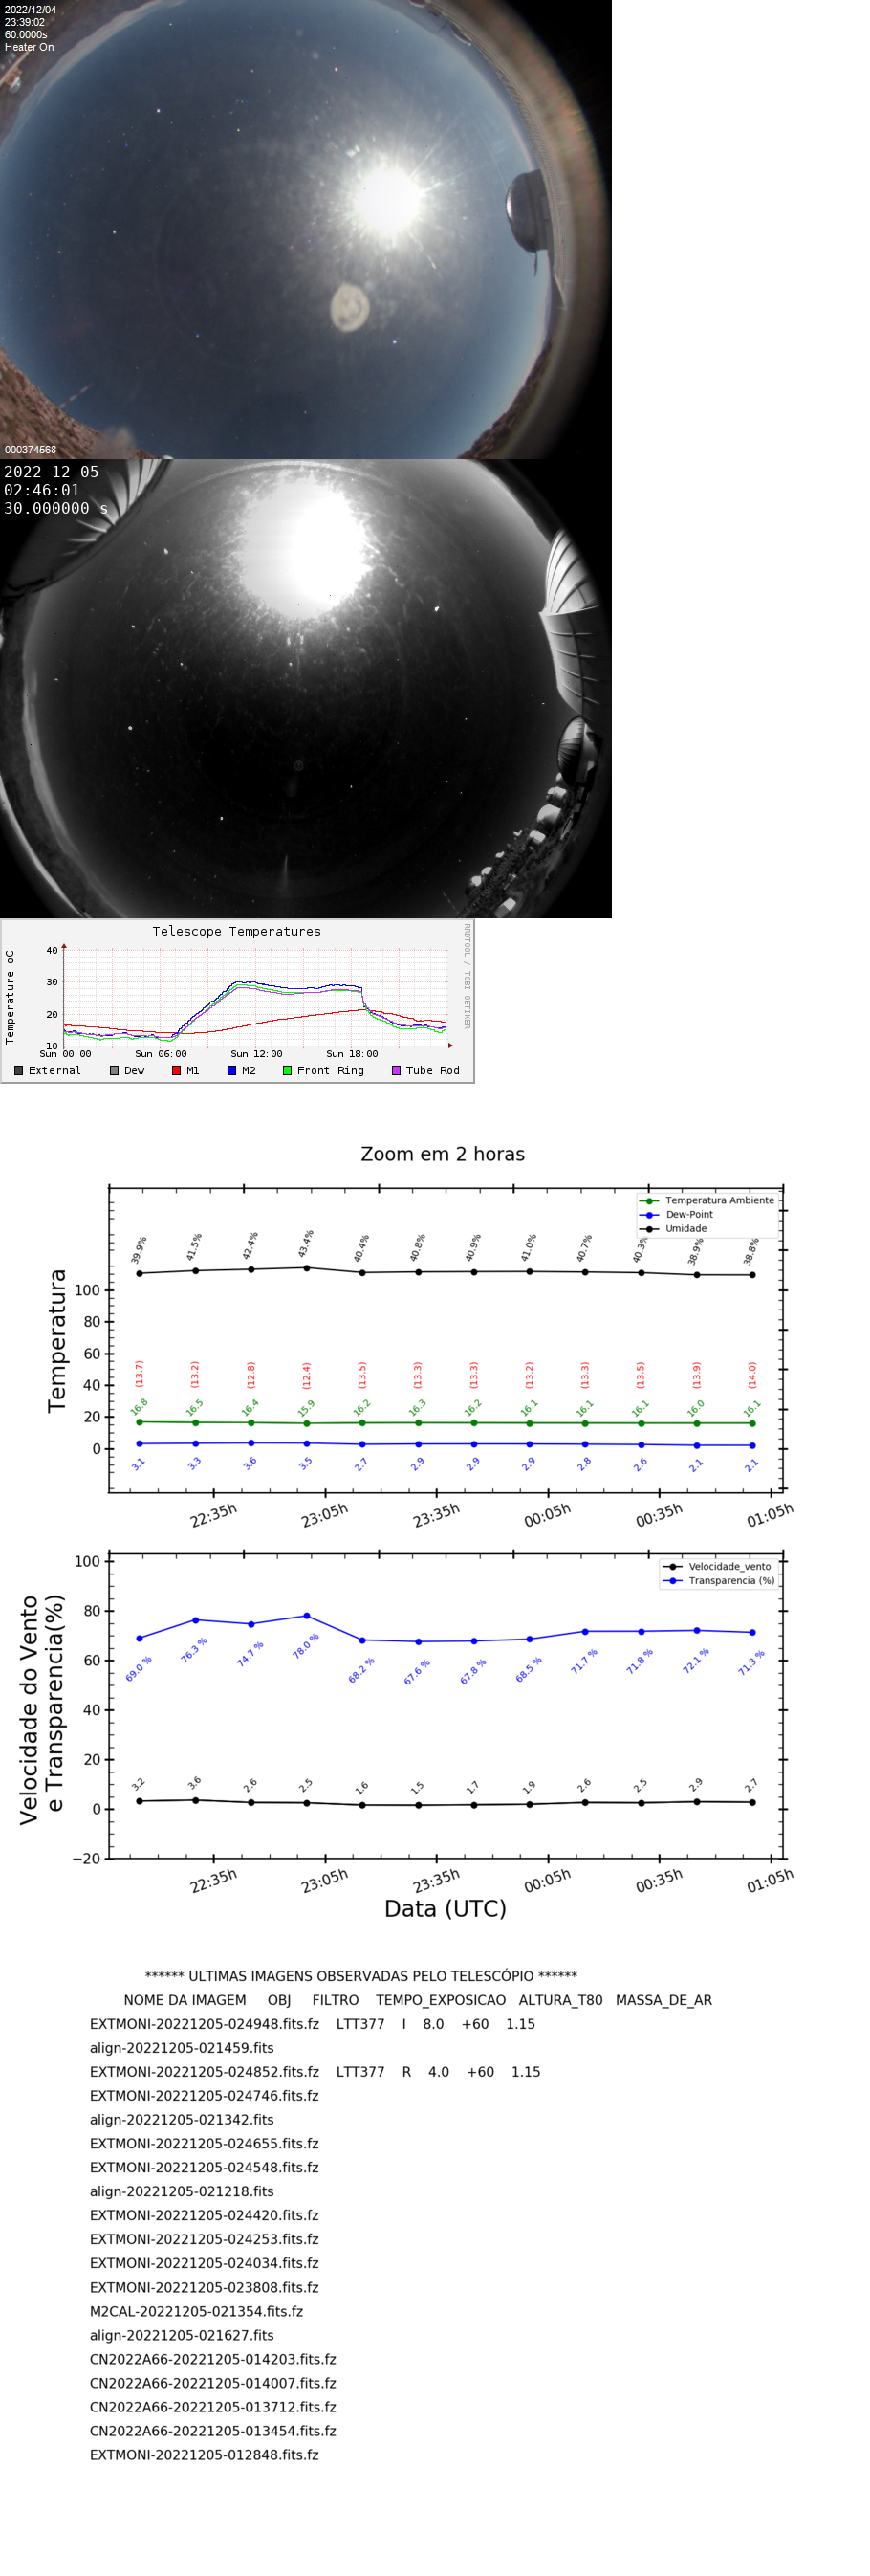 2022/12/04
23:39:02
60.0000s
Heater On
000374568
2022-12-05
02:46:01
30.000000 s
Telescope Temperatures
RRDTOOL / TOBI OETIKER
Temperature oC
40
30
20
10
Sun 00:00 Sun 06:00 Sun 12:00 Sun 18:00
External Dew M1 M2 Front Ring Tube Rod
Zoom em 2 horas
Temperatura Ambiente
Dew-Point
Umidade
39.9% 41.5% 42.4% 43.4% 40.4% 40.8% 40.9% 41.0% 40.7% 40.3% 38.9% 38.8%
Temperatura
100
80
60
40
20
0
(13.7) (13.2) (12.8) (12.4) (13.5) (13.3) (13.3) (13.2) (13.3) (13.5) (13.9) (14.0)
16.8 16.5 16.4 15.9 16.2 16.3 16.2 16.1 16.1 16.1 16.0 16.1
3.1 3.3 3.6 3.5 2.7 2.9 2.9 2.9 2.8 2.6 2.1 2.1
22:35h 23:05h 23:35h 00:05h 00:35h 01:05h
Velocidade_vento
Transparencia (%)
Velocidade do Vento
e Transparencia(%)
100
80
60
40
20
0
−20
69.0 % 76.3 % 74.7 % 78.0 % 68.2 % 67.6 % 67.8 % 68.5 % 71.7 % 71.8 % 72.1 % 71.3 %
3.2 3.6 2.6 2.5 1.6 1.5 1.7 1.9 2.6 2.5 2.9 2.7
22:35h 23:05h 23:35h 00:05h 00:35h 01:05h
Data (UTC)
****** ULTIMAS IMAGENS OBSERVADAS PELO TELESCÓPIO ******
NOME DA IMAGEM OBJ FILTRO TEMPO_EXPOSICAO ALTURA_T80 MASSA_DE_AR
EXTMONI-20221205-024948.fits.fz LTT377 I 8.0 +60 1.15
align-20221205-021459.fits
EXTMONI-20221205-024852.fits.fz LTT377 R 4.0 +60 1.15
EXTMONI-20221205-024746.fits.fz
align-20221205-021342.fits
EXTMONI-20221205-024655.fits.fz
EXTMONI-20221205-024548.fits.fz
align-20221205-021218.fits
EXTMONI-20221205-024420.fits.fz
EXTMONI-20221205-024253.fits.fz
EXTMONI-20221205-024034.fits.fz
EXTMONI-20221205-023808.fits.fz
M2CAL-20221205-021354.fits.fz
align-20221205-021627.fits
CN2022A66-20221205-014203.fits.fz
CN2022A66-20221205-014007.fits.fz
CN2022A66-20221205-013712.fits.fz
CN2022A66-20221205-013454.fits.fz
EXTMONI-20221205-012848.fits.fz